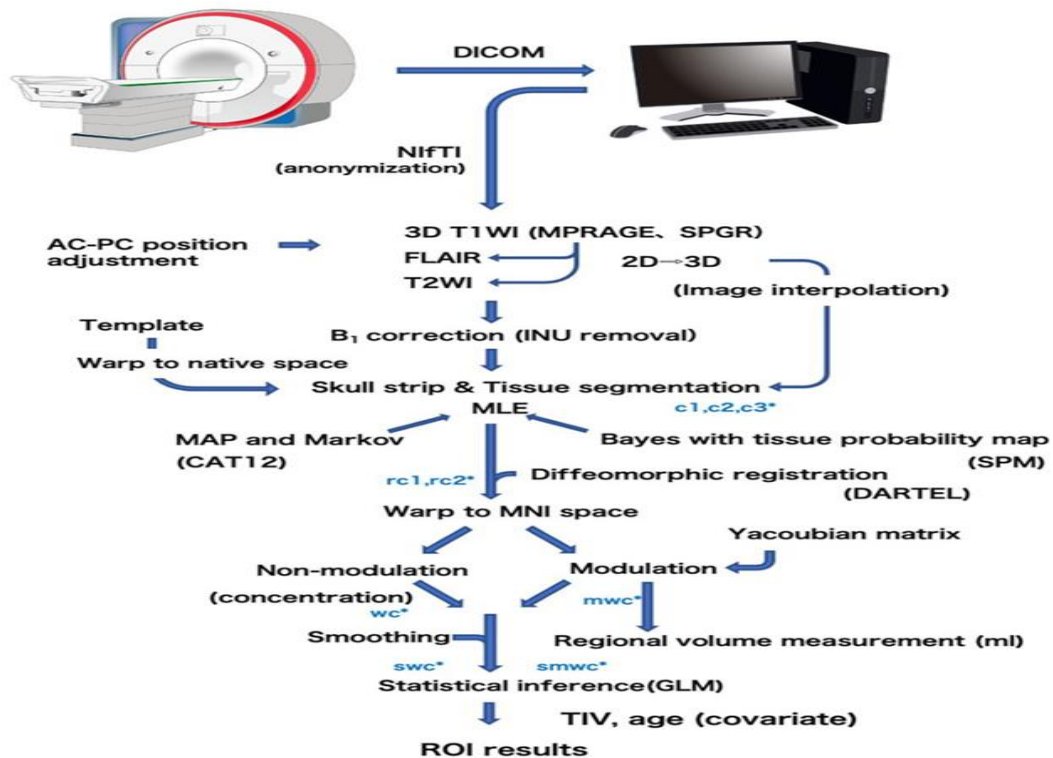 DICOM
NIfTI
(anonymization)
3D T1WI (MPRAGE、SPGR)
AC-PC position
adjustment
FLAIR
2D→3D
T2WI
(Image interpolation)
Template
B₁ correction (INU removal)
Warp to native space
Skull strip & Tissue segmentation
c1,c2,c3*
MLE
MAP and Markov
(CAT12)
Bayes with tissue probability map
(SPM)
rc1,rc2*
Diffeomorphic registration
(DARTEL)
Warp to MNI space
Yacoubian matrix
Non-modulation
Modulation
(concentration)
mwc*
wc*
Smoothing
Regional volume measurement (ml)
swc*
smwc*
Statistical inference(GLM)
TIV, age (covariate)
ROI results